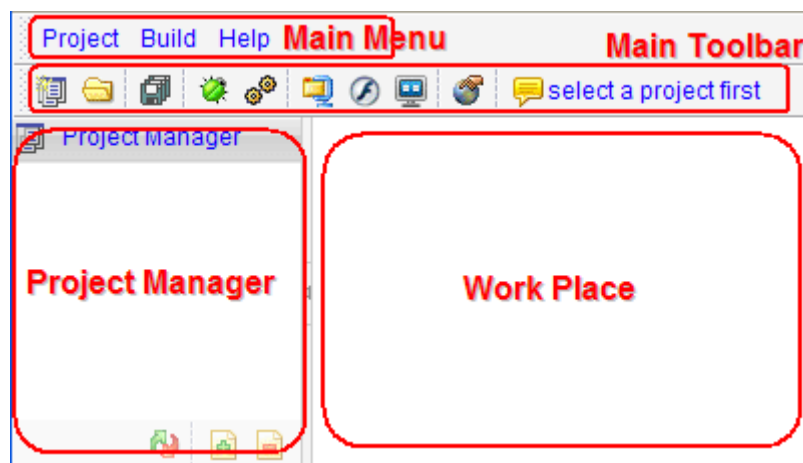 Project Build Help Main Menu
Main Toolbar
select a project first
Project Manager
Project Manager
Work Place